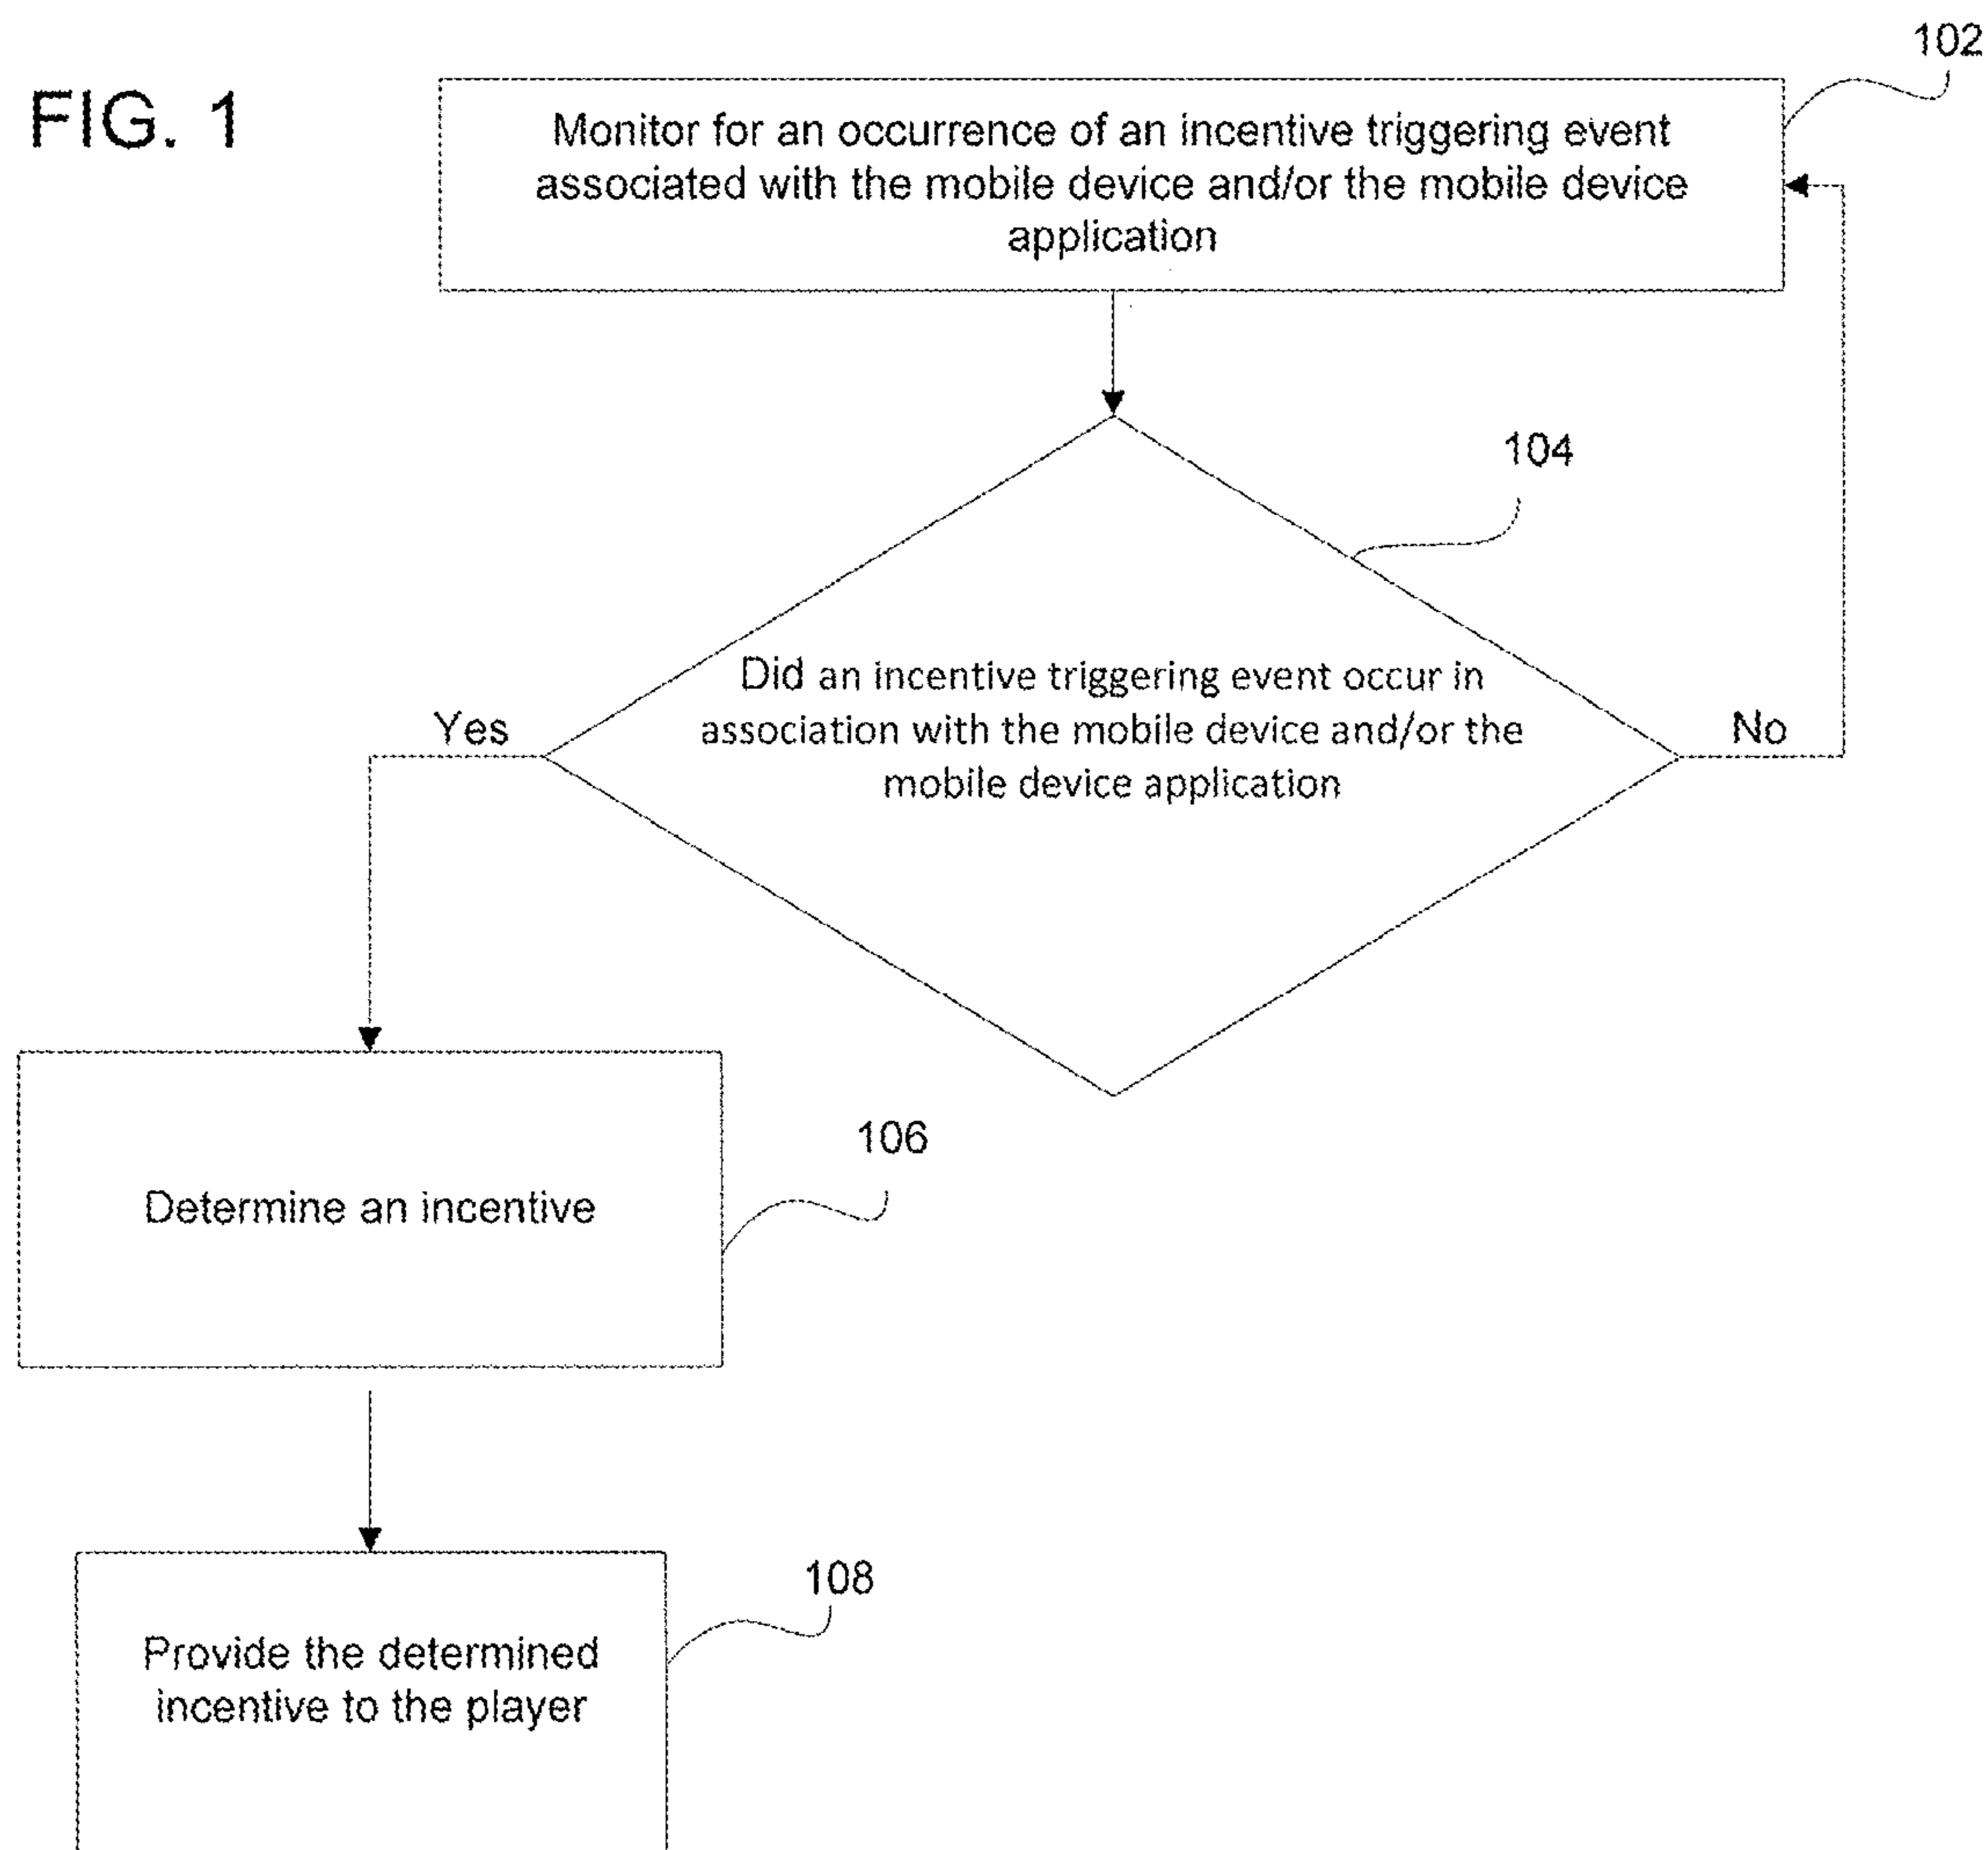 FIG. 1
102
Monitor for an occurrence of an incentive triggering event
associated with the mobile device and/or the mobile device
application
104
Did an incentive triggering event occur in
association with the mobile device and/or the
mobile device application
Yes
No
106
Determine an incentive
108
Provide the determined
incentive to the player